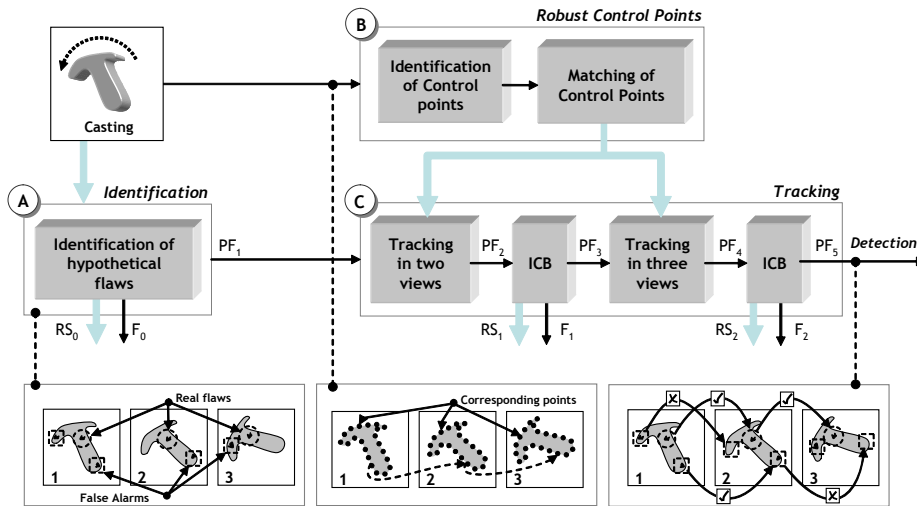 B
Robust Control Points
Identification
of Control
points
Matching of
Control Points
Casting
A
Identification
C
Tracking
Identification of
hypothetical
flaws
PF1
Tracking
in two
views
PF2
ICB
PF3
Tracking
in three
views
PF4
ICB
PF5
Detection
RS0
F0
RS1
F1
RS2
F2
Real flaws
1
2
3
False Alarms
Corresponding points
1
2
3
1
2
3